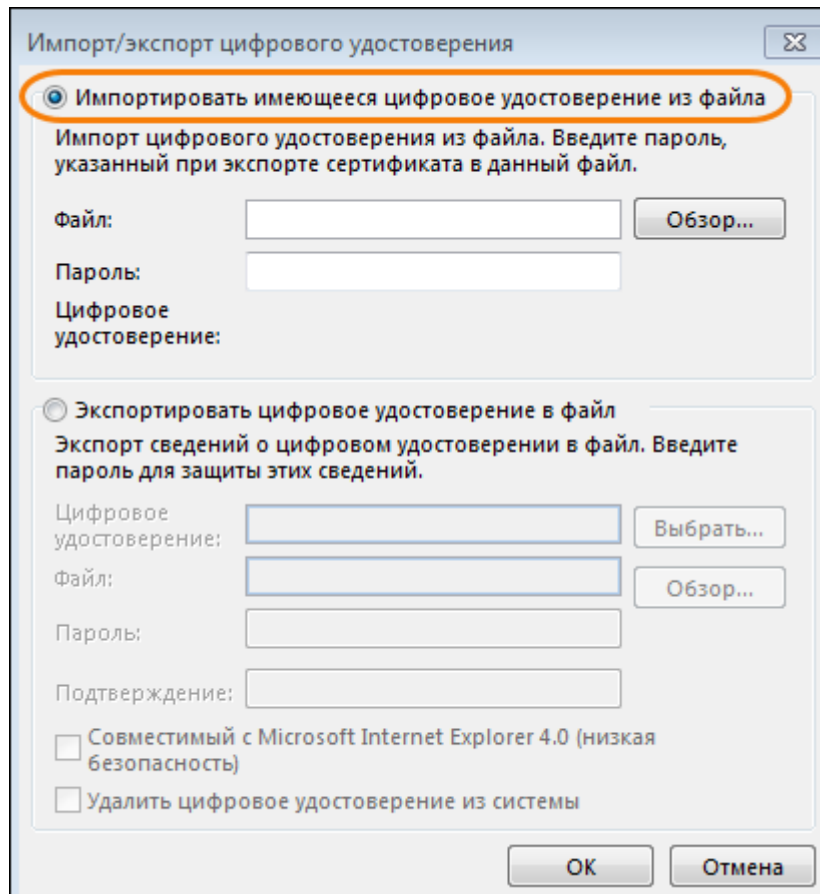 Импорт/экспорт цифрового удостоверения
Импортировать имеющееся цифровое удостоверение из файла
Импорт цифрового удостоверения из файла. Введите пароль,
указанный при экспорте сертификата в данный файл.
Файл:
Обзор...
Пароль:
Цифровое
удостоверение:
Экспортировать цифровое удостоверение в файл
Экспорт сведений о цифровом удостоверении в файл. Введите
пароль для защиты этих сведений.
Цифровое
удостоверение:
Выбрать...
Файл:
Обзор...
Пароль:
Подтверждение:
Совместимый с Microsoft Internet Explorer 4.0 (низкая
безопасность)
Удалить цифровое удостоверение из системы
ОК
Отмена